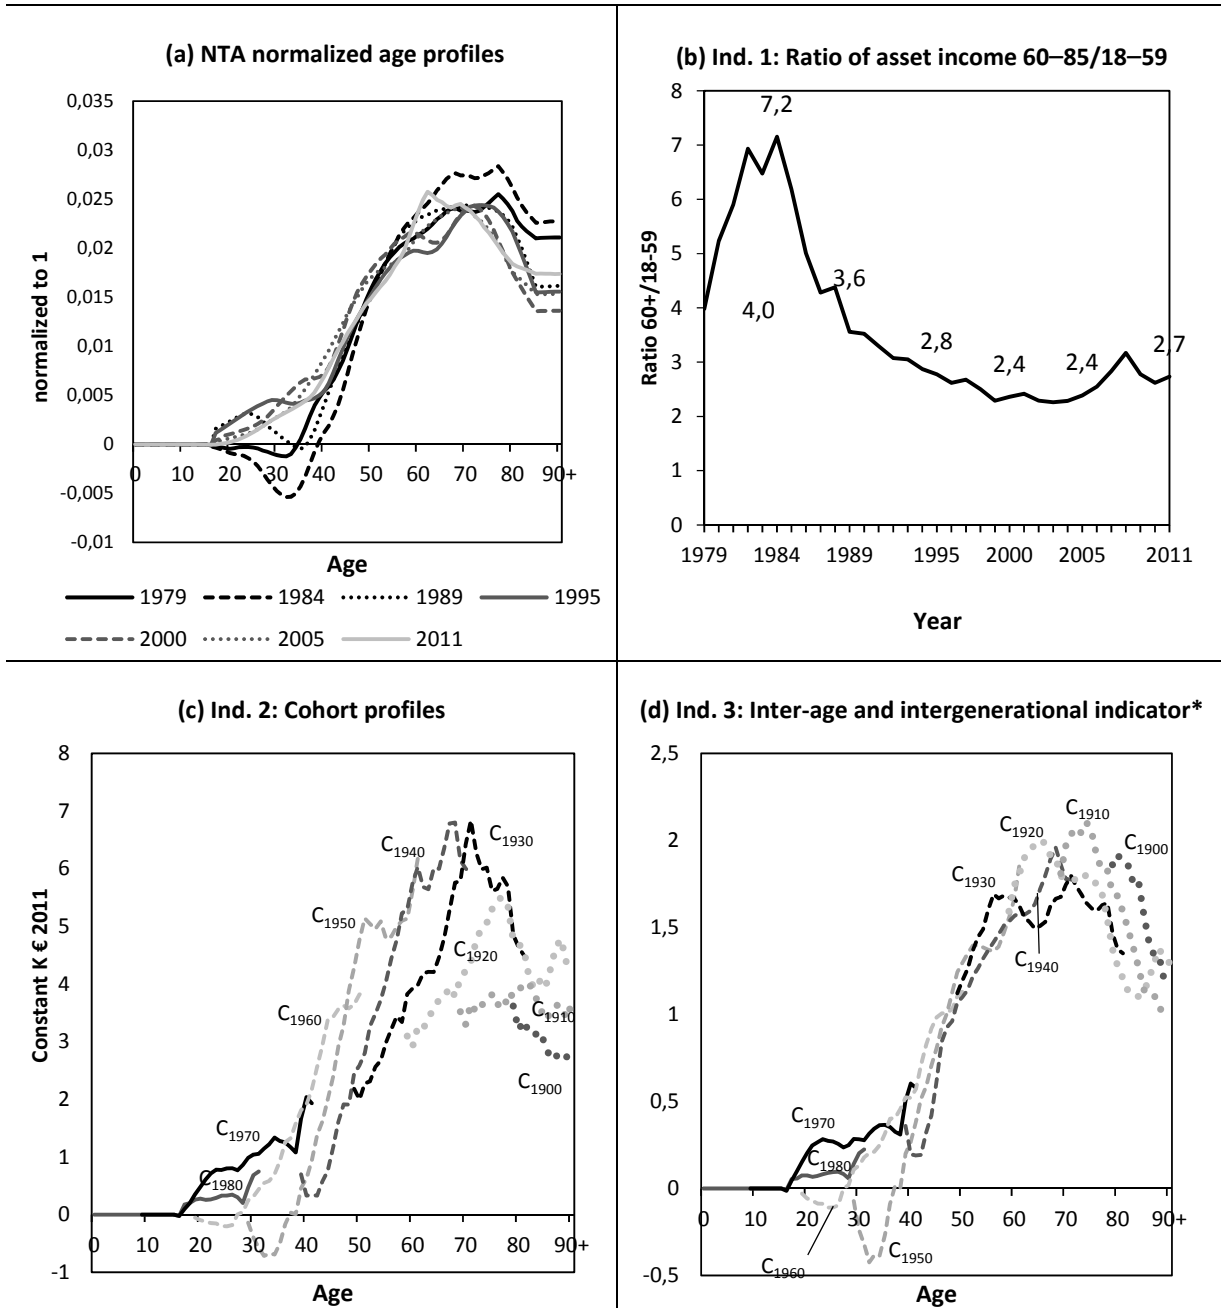 (a) NTA normalized age profiles
0,035
0,03
0,025
0,02
0,015
0,01
0,005
0
-0,005
-0,01
normalized to 1
0 10 20 30 40 50 60 70 80 90+
Age
1979 1984 1989 1995
2000 2005 2011
(b) Ind. 1: Ratio of asset income 60–85/18–59
8
7
6
5
4
3
2
1
0
Ratio 60+/18-59
7,2
4,0
3,6
2,8
2,4
2,4
2,7
1979 1984 1989 1995 2000 2005 2011
Year
(c) Ind. 2: Cohort profiles
8
7
6
5
4
3
2
1
0
-1
Constant K € 2011
C1930
C1940
C1950
C1920
C1960
C1910
C1900
C1970
C1980
0 10 20 30 40 50 60 70 80 90+
Age
(d) Ind. 3: Inter-age and intergenerational indicator*
2,5
2
1,5
1
0,5
0
-0,5
C1910
C1920
C1900
C1930
C1940
C1970
C1980
C1950
C1960
0 10 20 30 40 50 60 70 80 90+
Age